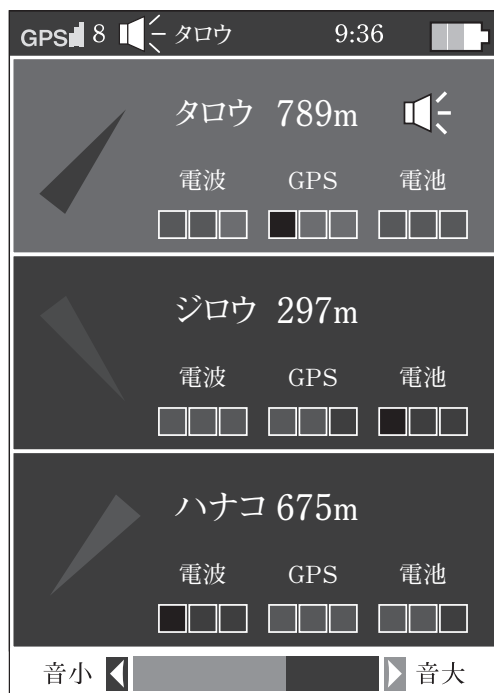 GPS 8 タロウ 9:36
タロウ 789m
電波 GPS 電池
ジロウ 297m
電波 GPS 電池
ハナコ 675m
電波 GPS 電池
音小 音大